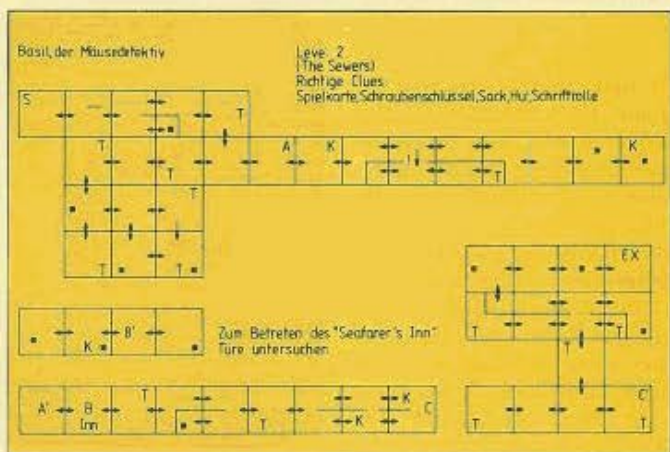 Basil, der Mäusedetektiv
Leve 2
(The Sewers)
Richtige Clues
Spielkarte, Schraubenschlüssel, Sack, Hut, Schriftrolle
S
T
T A K K
T T
T
T T
EX
T T
T
B'
K
Zum Betreten des "Seafarer's Inn"
Türe untersuchen
C'
T T
T K
A' B C
Inn T K